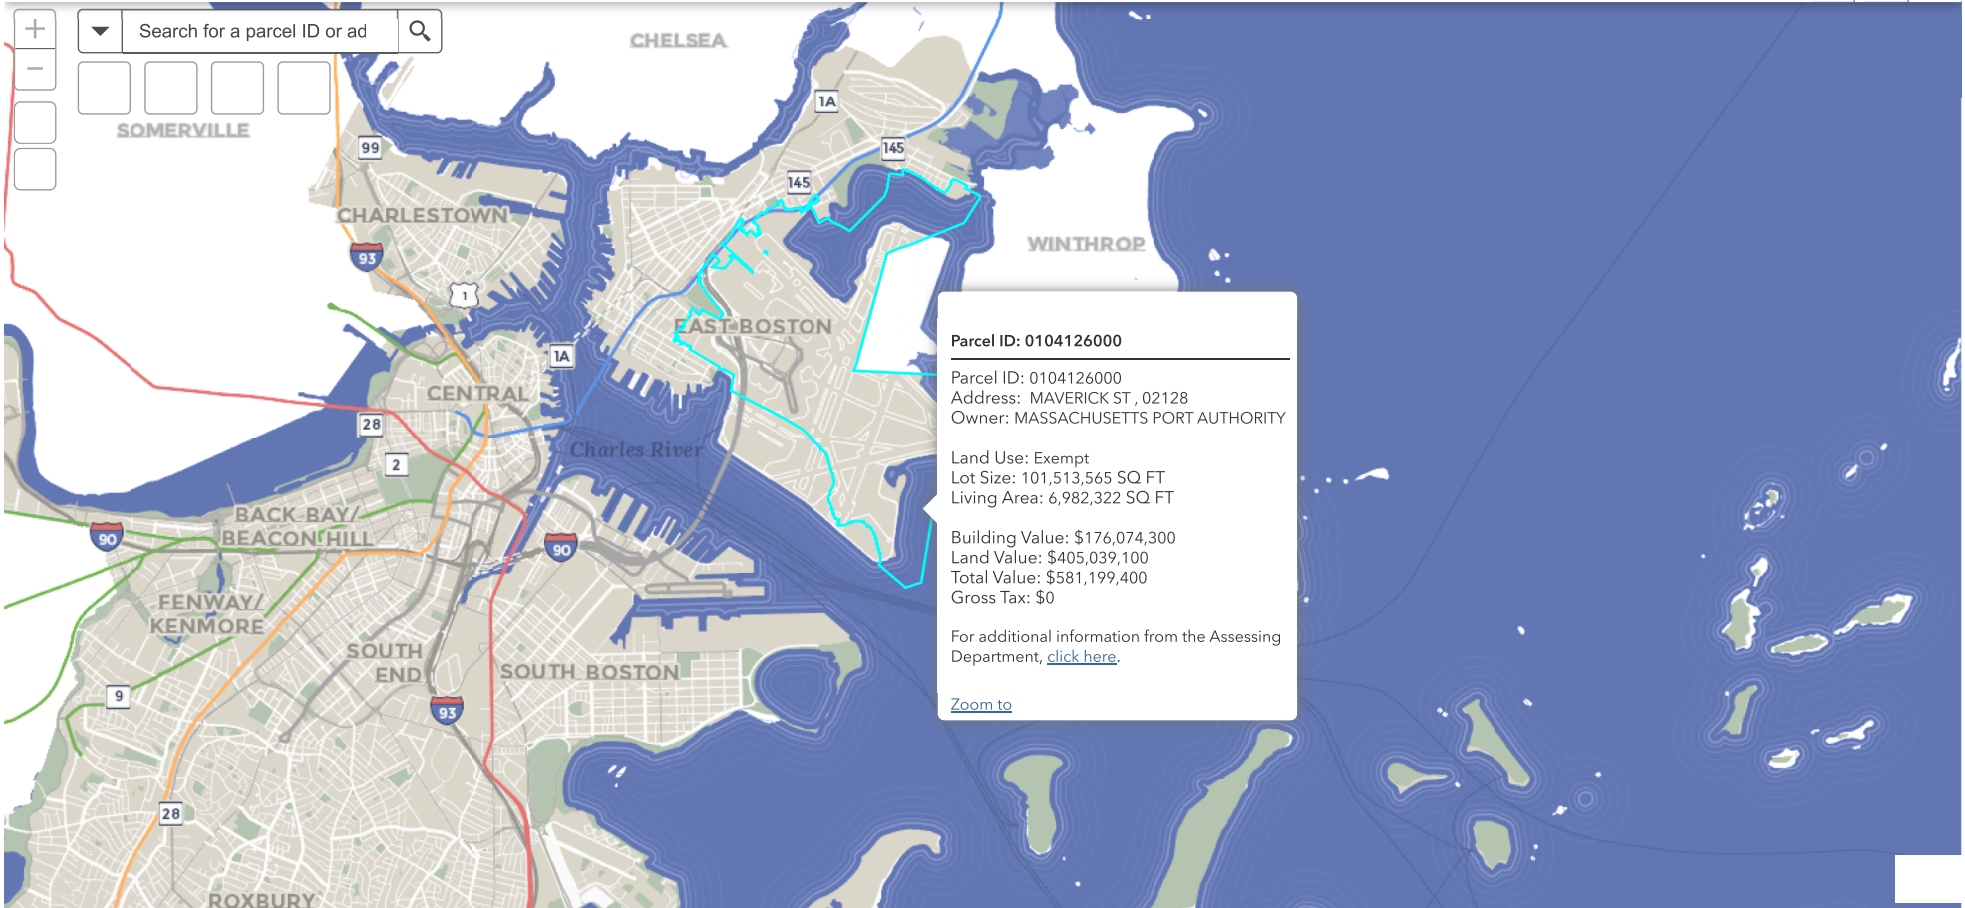 +
Search for a parcel ID or ad
−
CHELSEA
1A
SOMERVILLE
99
145
145
CHARLESTOWN
WINTHROP
93
1
EAST BOSTON
1A
CENTRAL
28
Charles River
2
BACK BAY/
BEACON HILL
90
90
FENWAY/
KENMORE
SOUTH
END
SOUTH BOSTON
9
93
28
ROXBURY
Parcel ID: 0104126000
Parcel ID: 0104126000
Address:  MAVERICK ST , 02128
Owner: MASSACHUSETTS PORT AUTHORITY
Land Use: Exempt
Lot Size: 101,513,565 SQ FT
Living Area: 6,982,322 SQ FT
Building Value: $176,074,300
Land Value: $405,039,100
Total Value: $581,199,400
Gross Tax: $0
For additional information from the Assessing
Department, click here.
Zoom to